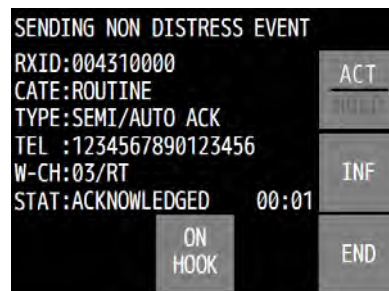 SENDING NON DISTRESS EVENT
RXID:004310000
CATE:ROUTINE
TYPE:SEMI/AUTO ACK
TEL :1234567890123456
W-CH:03/RT
STAT:ACKNOWLEDGED 00:01
ACT
INF
ON
HOOK
END